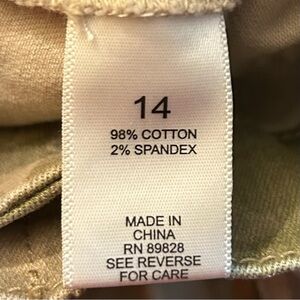 14
98% COTTON
2% SPANDEX
MADE IN
CHINA
RN 89828
SEE REVERSE
FOR CARE